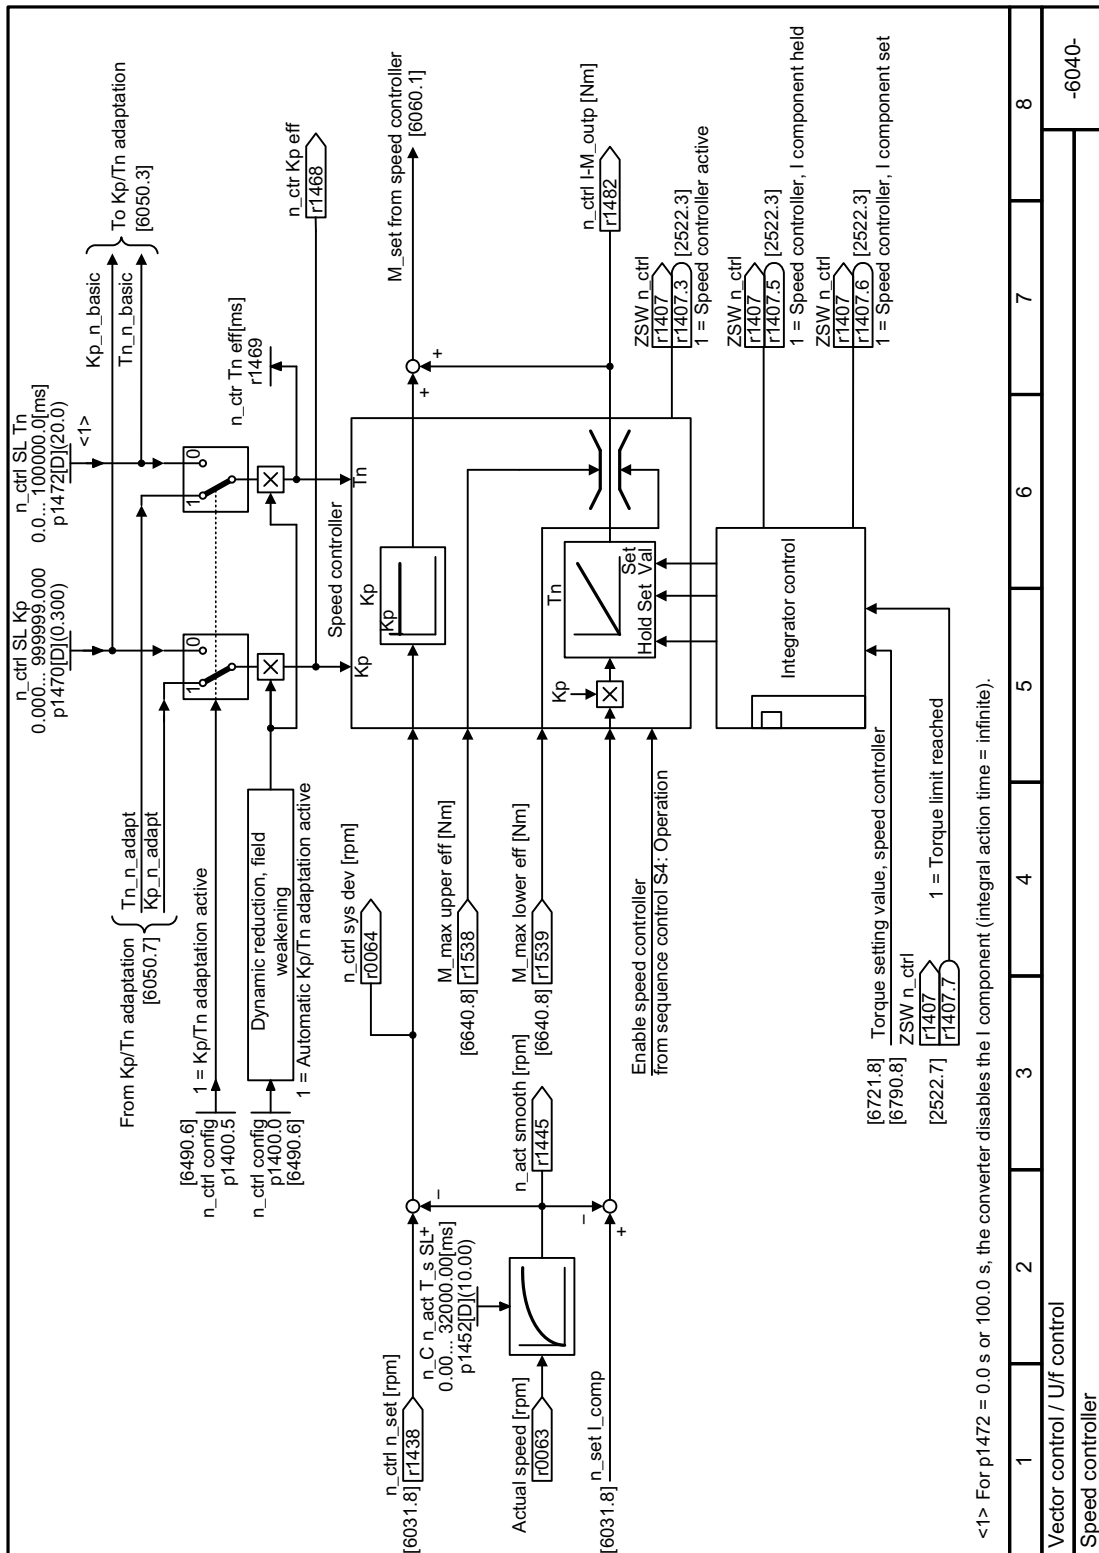 n_ctrl SL Kp
0.000... 999999.000
p1470[D](0.300)
n_ctrl SL Tn
0.0...100000.0[ms]
p1472[D](20.0)
<1>
Kp_n_basic
Tn_n_basic
To Kp/Tn adaptation
[6050.3]
From Kp/Tn adaptation
[6050.7]
Tn_n_adapt
Kp_n_adapt
[6490.6]
n_ctrl config
p1400.5
1 = Kp/Tn adaptation active
n_ctrl config
p1400.0
[6490.6]
Dynamic reduction, field
weakening
1 = Automatic Kp/Tn adaptation active
1
0
1
0
n_ctr Tn eff[ms]
r1469
n_ctr Kp eff
r1468
Speed controller
Kp
Tn
Kp
Kp
n_ctrl n_set [rpm]
[6031.8]
r1438
+
–
n_ctrl sys dev [rpm]
r0064
M_set from speed controller
[6060.1]
+
+
n_C n_act T_s SL
0.00... 32000.00[ms]
p1452[D](10.00)
Actual speed [rpm]
r0063
n_act smooth [rpm]
r1445
M_max upper eff [Nm]
[6640.8]
r1538
M_max lower eff [Nm]
[6640.8]
r1539
n_set I_comp
[6031.8]
–
+
Kp
Tn
Hold Set Set
Val
n_ctrl I-M_outp [Nm]
r1482
Enable speed controller
from sequence control S4: Operation
ZSW n_ctrl
r1407
r1407.3
[2522.3]
1 = Speed controller active
ZSW n_ctrl
r1407
r1407.5
[2522.3]
1 = Speed controller, I component held
ZSW n_ctrl
r1407
r1407.6
[2522.3]
1 = Speed controller, I component set
Integrator control
[6721.8]
[6790.8]
Torque setting value, speed controller
ZSW n_ctrl
[2522.7]
r1407
r1407.7
1 = Torque limit reached
<1> For p1472 = 0.0 s or 100.0 s, the converter disables the I component (integral action time = infinite).
1
2
3
4
5
6
7
8
Vector control / U/f control
Speed controller
-6040-